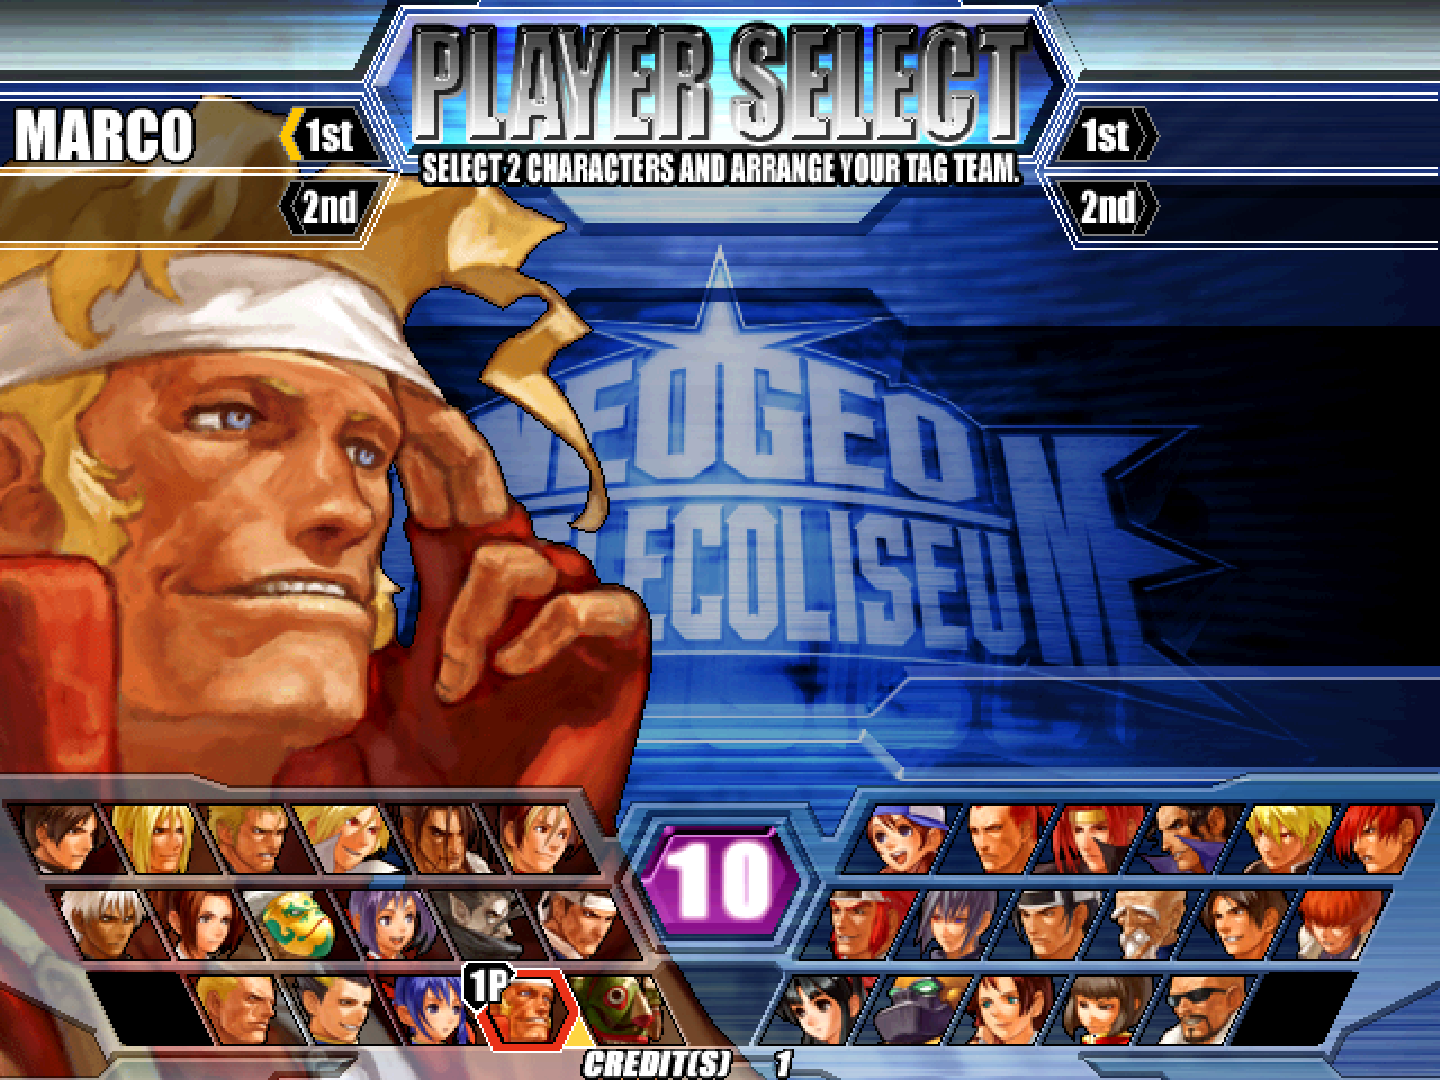 PLAYER SELECT
SELECT 2 CHARACTERS AND ARRANGE YOUR TAG TEAM.
MARCO
1st
2nd
1st
2nd
NEOGEO
BATTLECOLISEUM
10
1P
CREDIT(S) 1